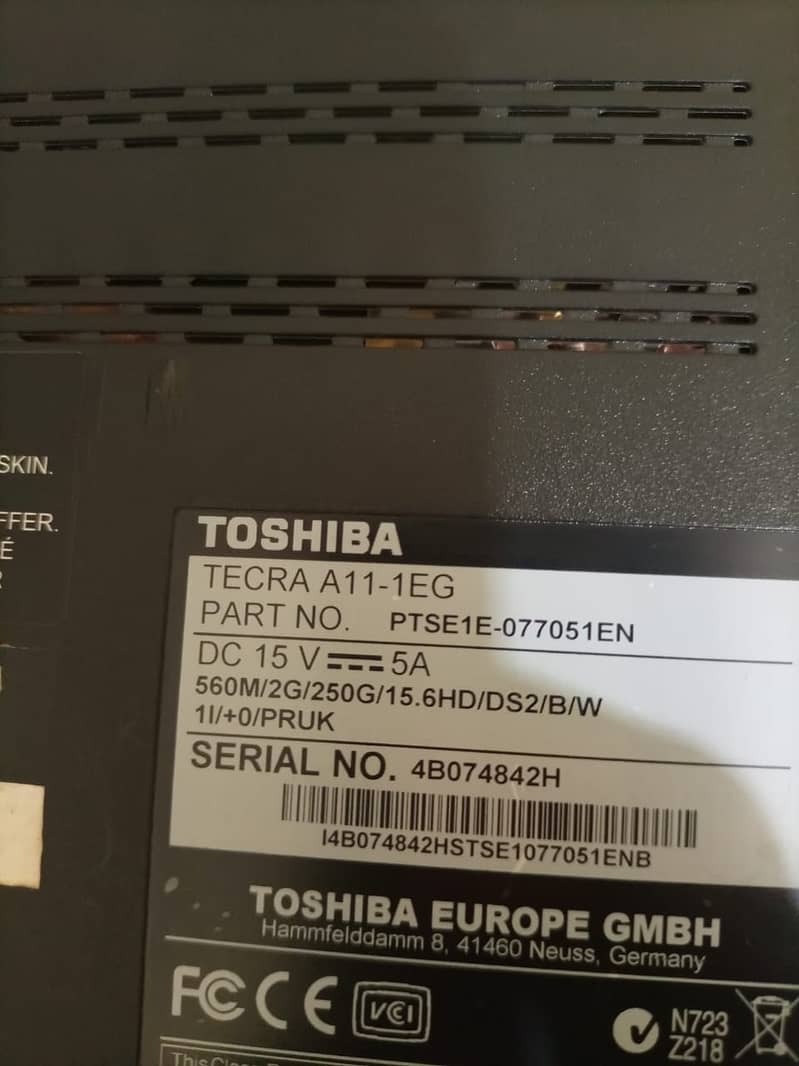 SKIN.
FFER.
É
TOSHIBA
TECRA A11-1EG
PART NO. PTSE1E-077051EN
DC 15 V 5A
560M/2G/250G/15.6HD/DS2/B/W
1I/+0/PRUK
SERIAL NO. 4B074842H
I4B074842HSTSE1077051ENB
TOSHIBA EUROPE GMBH
Hammfelddamm 8, 41460 Neuss, Germany
FC CE VCI N723
Z218
This